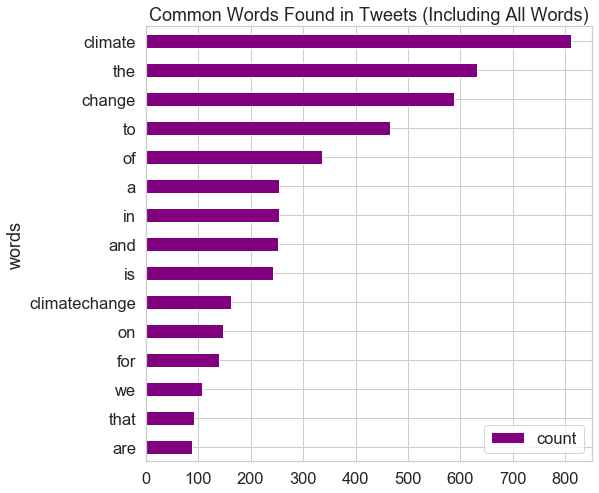 Common Words Found in Tweets (Including All Words)
words
climate
the
change
to
of
a
in
and
is
climatechange
on
for
we
that
are
count
0 100 200 300 400 500 600 700 800